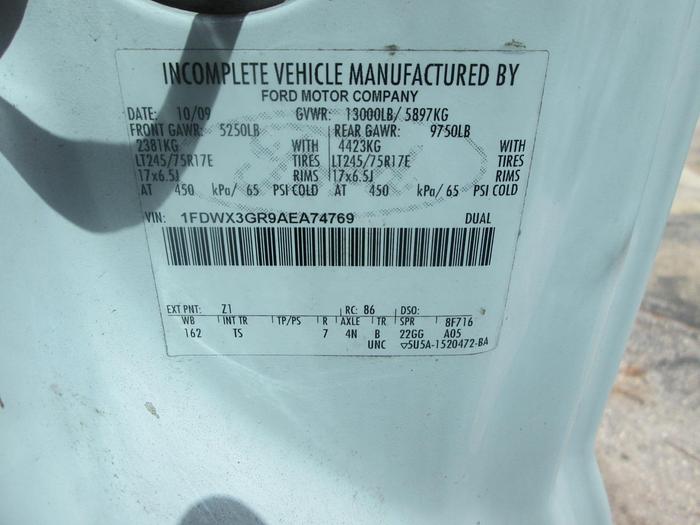 INCOMPLETE VEHICLE MANUFACTURED BY
FORD MOTOR COMPANY
DATE: 10/09 GVWR: 13000LB/ 5897KG
FRONT GAWR: 5250LB REAR GAWR: 9750LB
2381KG WITH 4423KG WITH
LT245/75R17E TIRES LT245/75R17E TIRES
17x6.5J RIMS 17x6.5J RIMS
AT 450 kPa/ 65 PSI COLD AT 450 kPa/ 65 PSI COLD
VIN: 1FDWX3GR9AEA74769 DUAL
EXT PNT: Z1 RC: 86 DSO:
WB INT TR TP/PS R AXLE TR SPR 8F716
162 TS 7 4N B 22GG A05
UNC ▽5U5A-1520472-BA